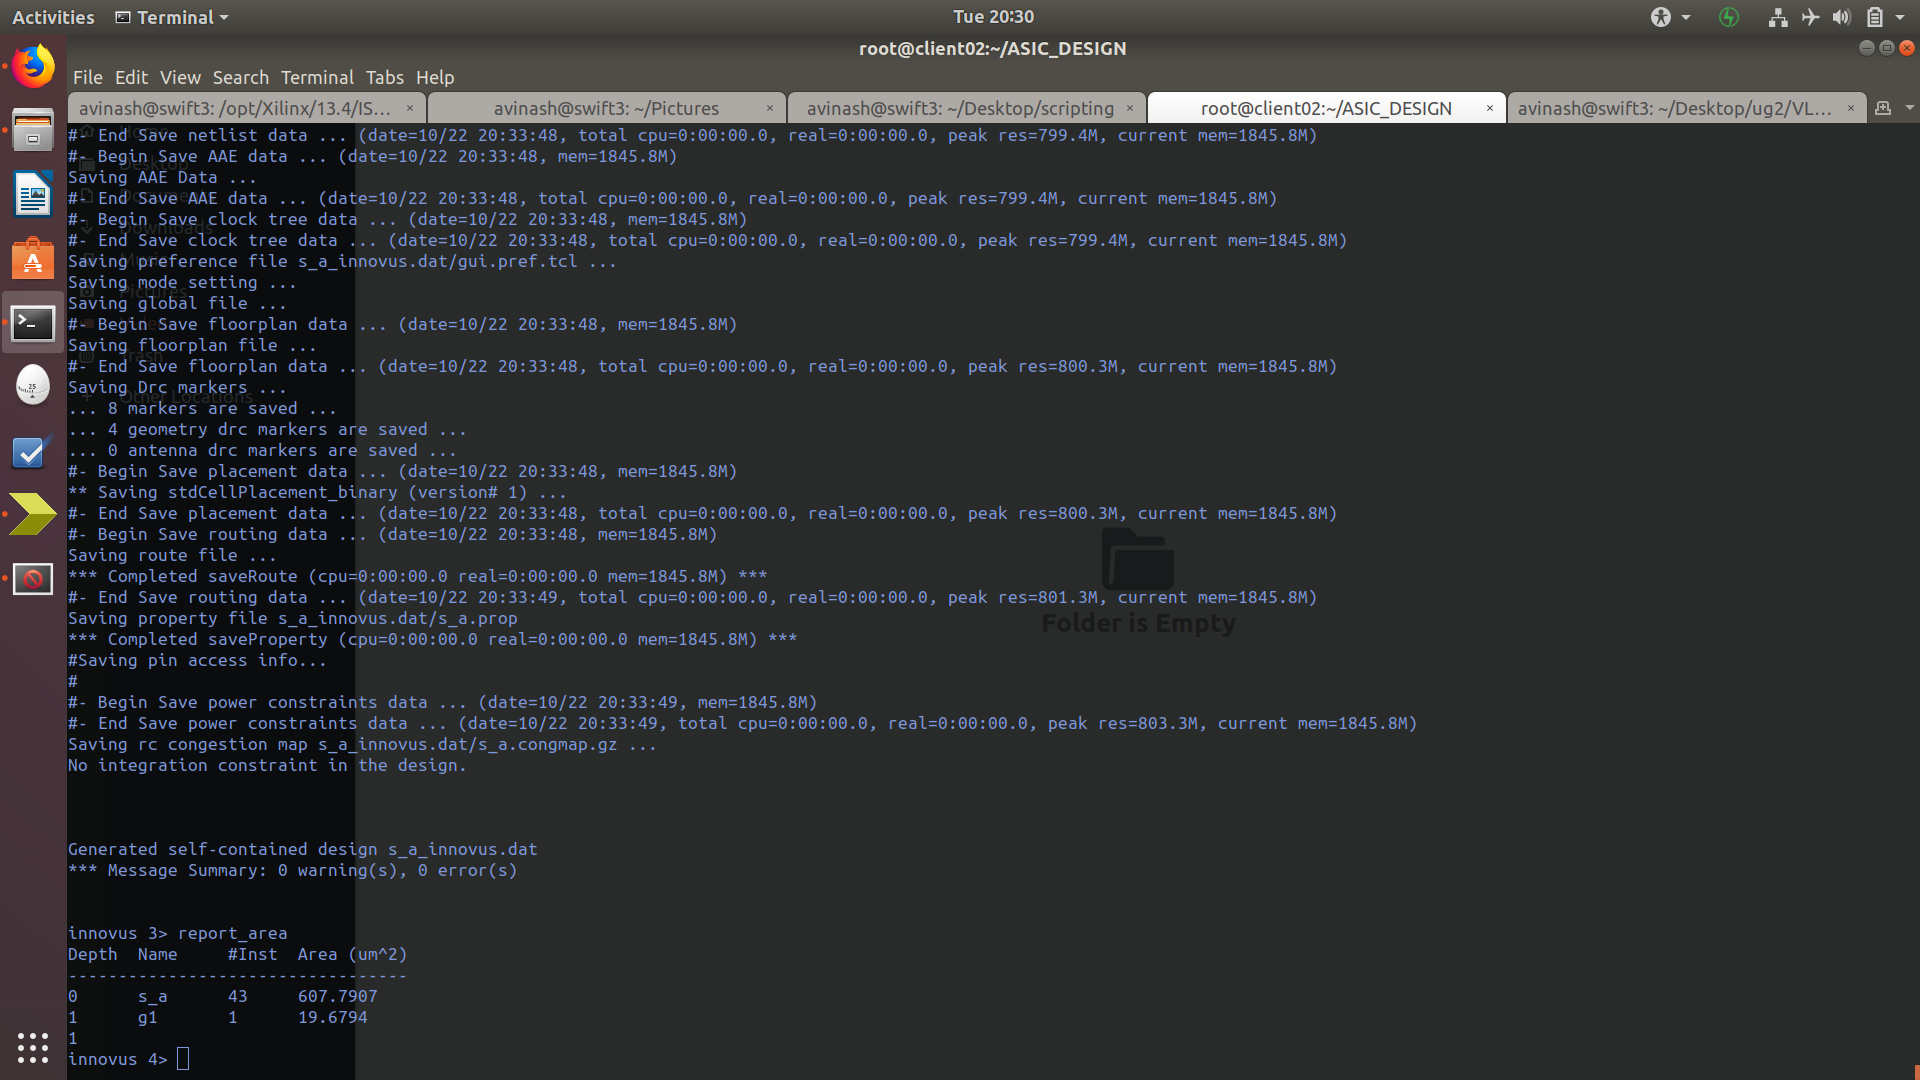 Activities Terminal Tue 20:30
root@client02:~/ASIC_DESIGN
File Edit View Search Terminal Tabs Help
avinash@swift3: /opt/Xilinx/13.4/IS... × avinash@swift3: ~/Pictures × avinash@swift3: ~/Desktop/scripting × root@client02:~/ASIC_DESIGN × avinash@swift3: ~/Desktop/ug2/VL... ×
#- End Save netlist data ... (date=10/22 20:33:48, total cpu=0:00:00.0, real=0:00:00.0, peak res=799.4M, current mem=1845.8M)
#- Begin Save AAE data ... (date=10/22 20:33:48, mem=1845.8M)
Desktop
Saving AAE Data ...
#- End Save AAE data ... (date=10/22 20:33:48, total cpu=0:00:00.0, real=0:00:00.0, peak res=799.4M, current mem=1845.8M)
#- Begin Save clock tree data ... (date=10/22 20:33:48, mem=1845.8M)
Downloads
#- End Save clock tree data ... (date=10/22 20:33:48, total cpu=0:00:00.0, real=0:00:00.0, peak res=799.4M, current mem=1845.8M)
Saving preference file s_a_innovus.dat/gui.pref.tcl ...
Saving mode setting ...
Pictures
Saving global file ...
#- Begin Save floorplan data ... (date=10/22 20:33:48, mem=1845.8M)
Saving floorplan file ...
Trash
#- End Save floorplan data ... (date=10/22 20:33:48, total cpu=0:00:00.0, real=0:00:00.0, peak res=800.3M, current mem=1845.8M)
Saving Drc markers ...
+ Other Locations
... 8 markers are saved ...
... 4 geometry drc markers are saved ...
... 0 antenna drc markers are saved ...
#- Begin Save placement data ... (date=10/22 20:33:48, mem=1845.8M)
** Saving stdCellPlacement_binary (version# 1) ...
#- End Save placement data ... (date=10/22 20:33:48, total cpu=0:00:00.0, real=0:00:00.0, peak res=800.3M, current mem=1845.8M)
#- Begin Save routing data ... (date=10/22 20:33:48, mem=1845.8M)
Saving route file ...
*** Completed saveRoute (cpu=0:00:00.0 real=0:00:00.0 mem=1845.8M) ***
#- End Save routing data ... (date=10/22 20:33:49, total cpu=0:00:00.0, real=0:00:00.0, peak res=801.3M, current mem=1845.8M)
Saving property file s_a_innovus.dat/s_a.prop
Folder is Empty
*** Completed saveProperty (cpu=0:00:00.0 real=0:00:00.0 mem=1845.8M) ***
#Saving pin access info...
#
#- Begin Save power constraints data ... (date=10/22 20:33:49, mem=1845.8M)
#- End Save power constraints data ... (date=10/22 20:33:49, total cpu=0:00:00.0, real=0:00:00.0, peak res=803.3M, current mem=1845.8M)
Saving rc congestion map s_a_innovus.dat/s_a.congmap.gz ...
No integration constraint in the design.
Generated self-contained design s_a_innovus.dat
*** Message Summary: 0 warning(s), 0 error(s)
innovus 3> report_area
Depth Name #Inst Area (um^2)
----------------------------------
0 s_a 43 607.7907
1 g1 1 19.6794
1
innovus 4>